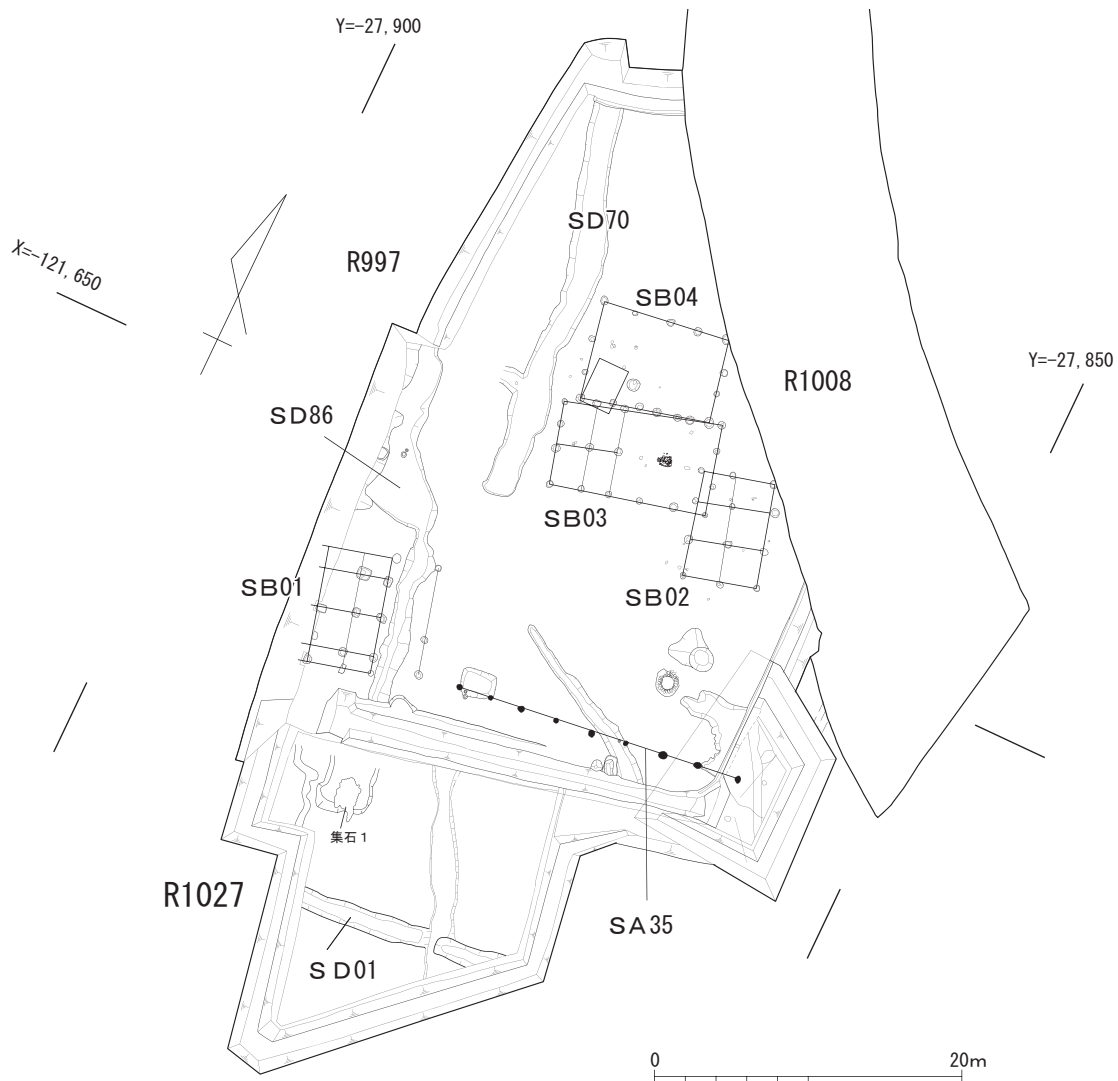 Y=-27,900
SD70
X=-121,650
R997
SB04
Y=-27,850
R1008
SD86
SB03
SB01
SB02
集石1
R1027
SA35
SD01
0 20m